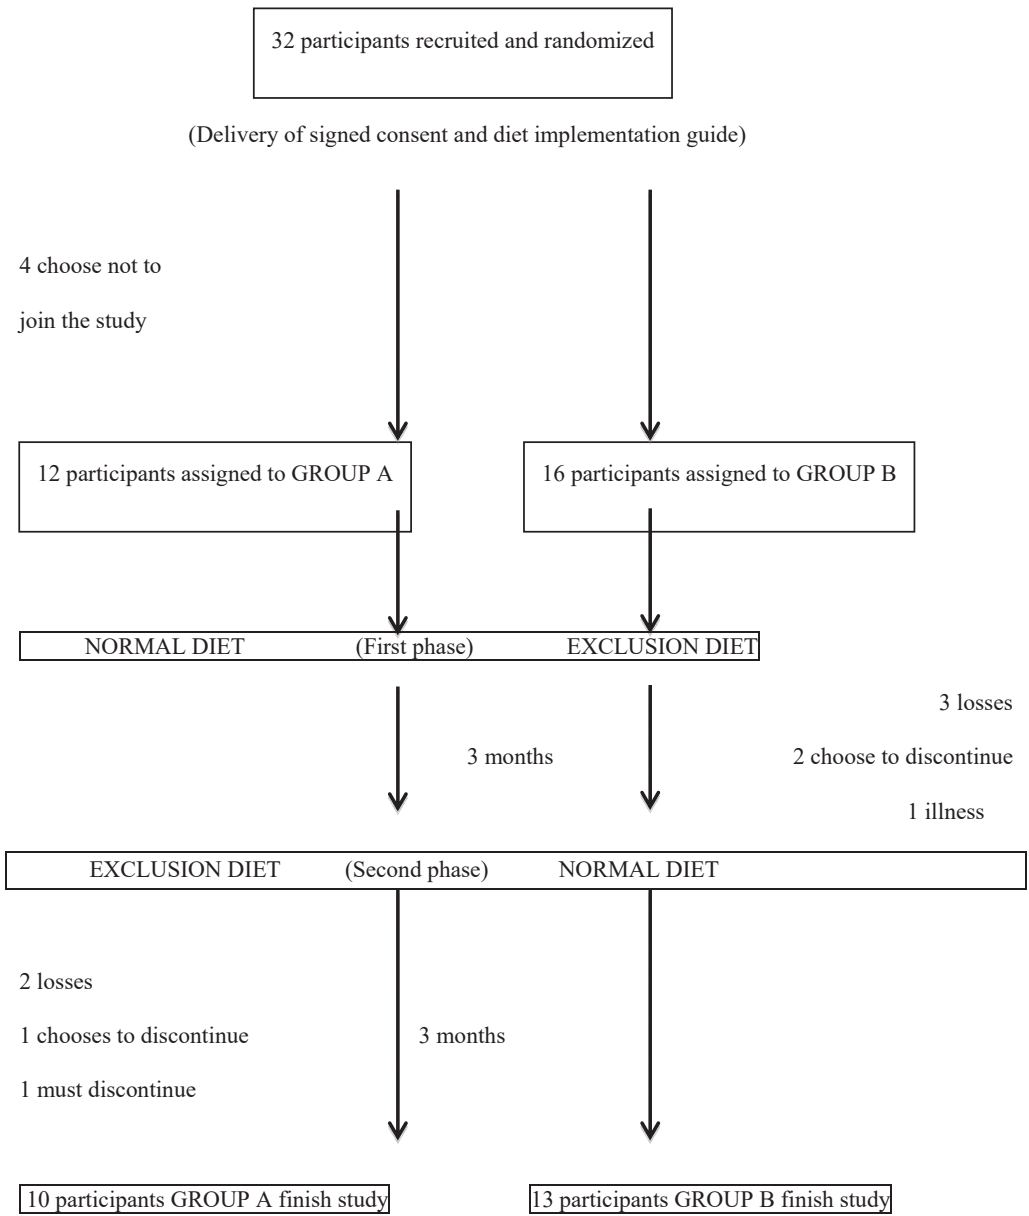 32 participants recruited and randomized
(Delivery of signed consent and diet implementation guide)
4 choose not to
join the study
12 participants assigned to GROUP A
16 participants assigned to GROUP B
NORMAL DIET (First phase) EXCLUSION DIET
3 losses
3 months
2 choose to discontinue
1 illness
EXCLUSION DIET (Second phase) NORMAL DIET
2 losses
1 chooses to discontinue
3 months
1 must discontinue
10 participants GROUP A finish study
13 participants GROUP B finish study